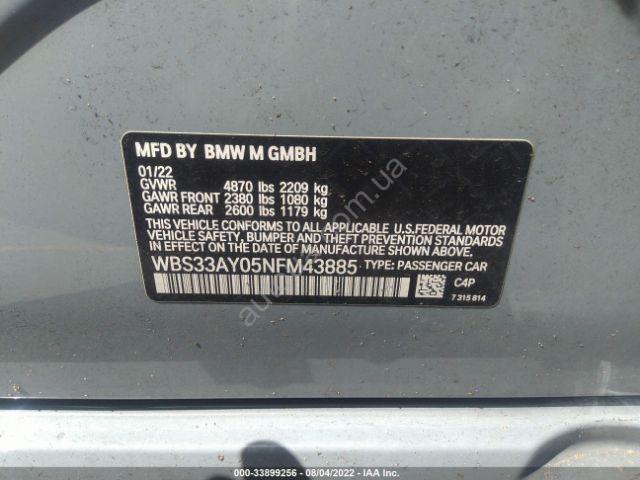 MFD BY BMW M GMBH
01/22
GVWR 4870 lbs 2209 kg
GAWR FRONT 2380 lbs 1080 kg
GAWR REAR 2600 lbs 1179 kg
THIS VEHICLE CONFORMS TO ALL APPLICABLE U.S.FEDERAL MOTOR
VEHICLE SAFETY, BUMPER AND THEFT PREVENTION STANDARDS
IN EFFECT ON THE DATE OF MANUFACTURE SHOWN ABOVE.
WBS33AY05NFM43885 TYPE: PASSENGER CAR
C4P
7 315 814
000-33899256 - 08/04/2022 - IAA Inc.